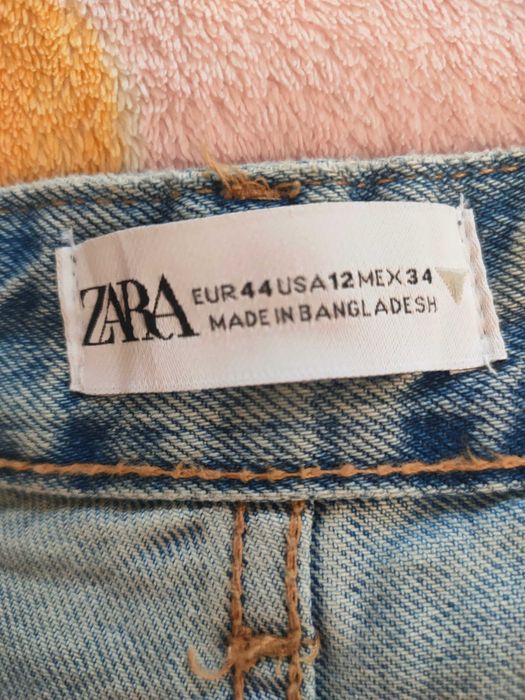 ZARA
EUR 44 USA 12 MEX 34
MADE IN BANGLADESH